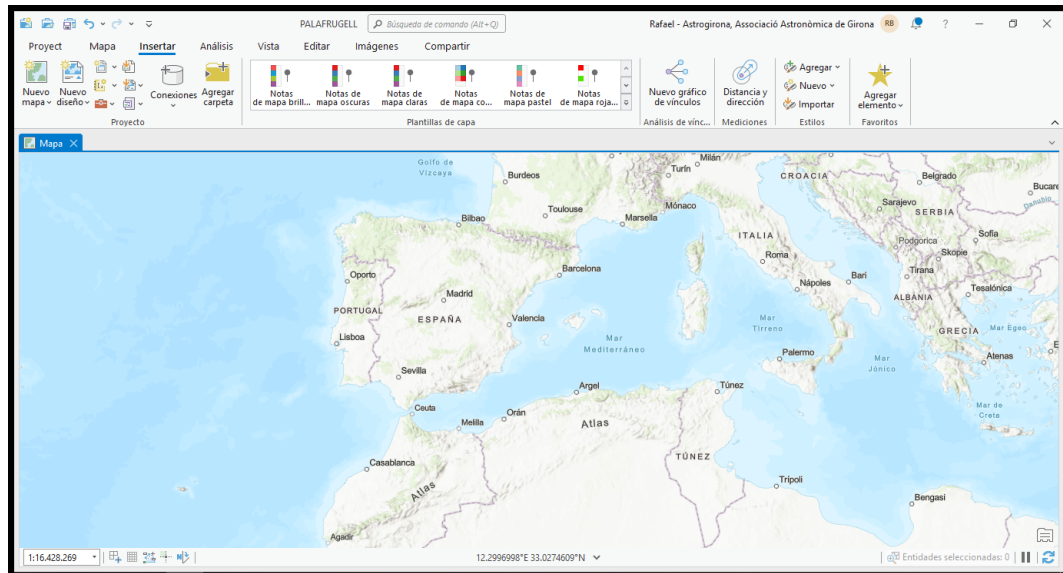 PALAFRUGELL
Búsqueda de comando (Alt+Q)
Rafael - Astrogirona, Associació Astronòmica de Girona
RB
?
Proyect
Mapa
Insertar
Análisis
Vista
Editar
Imágenes
Compartir
Nuevo mapa
Nuevo diseño
Conexiones
Agregar carpeta
Notas de mapa brill...
Notas de mapa oscuras
Notas de mapa claras
Notas de mapa co...
Notas de mapa pastel
Notas de mapa roja...
Nuevo gráfico de vínculos
Distancia y dirección
Agregar
Nuevo
Importar
Agregar elemento
Proyecto
Plantillas de capa
Análisis de vínc...
Mediciones
Estilos
Favoritos
Mapa
Golfo de Vizcaya
Burdeos
Turín
Milán
CROACIA
Belgrado
Bucare
Danubio
Sarajevo
SERBIA
Toulouse
Mónaco
Marsella
Bilbao
ITALIA
Sofía
Podgorica
Skopie
Roma
Oporto
Barcelona
Nápoles
Bari
Tirana
Tesalónica
Madrid
ALBANIA
PORTUGAL
ESPAÑA
Valencia
Mar Tirreno
GRECIA
Mar Egeo
Lisboa
Mar Mediterráneo
Palermo
Mar Jónico
Atenas
E
Sevilla
Argel
Túnez
Ceuta
Orán
Melilla
Atlas
Mar de Creta
Casablanca
TÚNEZ
Trípoli
Atlas
Bengasi
Agadir
1:16.428.269
12.2996998°E 33.0274609°N
Entidades seleccionadas: 0